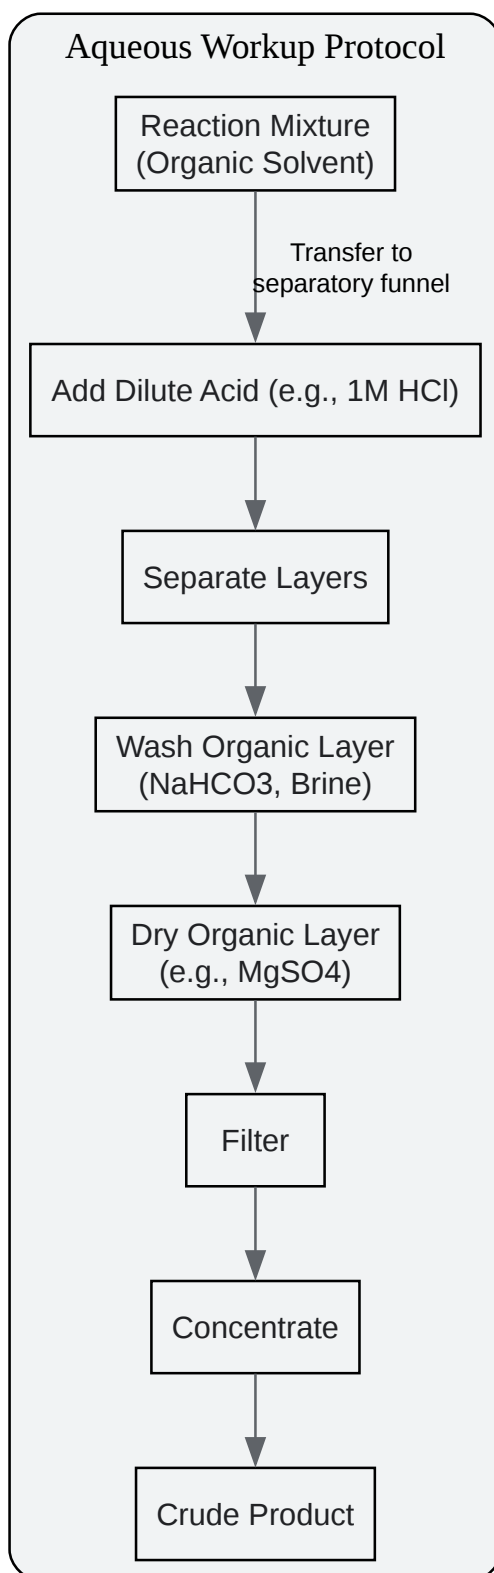 Aqueous Workup Protocol
Reaction Mixture
(Organic Solvent)
Transfer to
separatory funnel
Add Dilute Acid (e.g., 1M HCl)
Separate Layers
Wash Organic Layer
(NaHCO3, Brine)
Dry Organic Layer
(e.g., MgSO4)
Filter
Concentrate
Crude Product